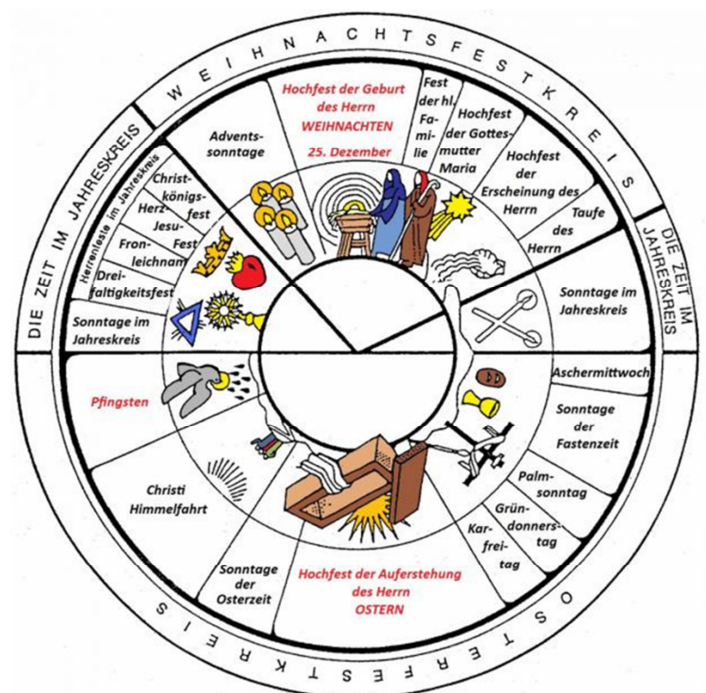 WEIHNACHTSFESTKREIS
Advents-
sonntage
Hochfest der Geburt
des Herrn
WEIHNACHTEN
25. Dezember
Fest
der hl.
Fa-
mi-
lie
Hochfest
der Gottes-
mutter
Maria
Hochfest
der
Erscheinung des
Herrn
Taufe
des
Herrn
DIE ZEIT IM
JAHRESKREIS
Sonntage im
Jahreskreis
OSTERFESTKREIS
Aschermittwoch
Sonntage
der
Fastenzeit
Palm-
sonntag
Grün-
donners-
tag
Kar-
frei-
tag
Hochfest der Auferstehung
des Herrn
OSTERN
Sonntage
der
Osterzeit
Christi
Himmelfahrt
Pfingsten
DIE ZEIT IM JAHRESKREIS
Sonntage im
Jahreskreis
Herrenfeste im Jahreskreis
Drei-
faltigkeitsfest
Fron-
leichnam
Herz-
Jesu-
Fest
Christ-
königs-
fest